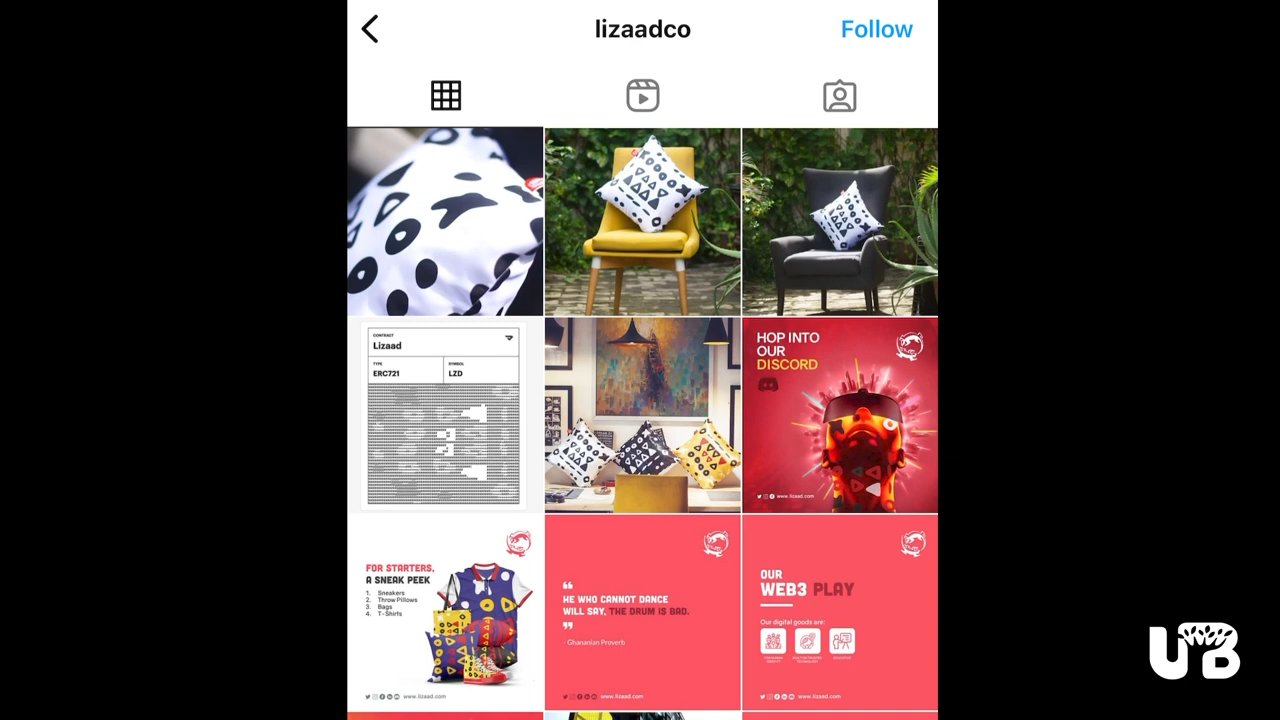 lizaadco
Follow
CONTRACT
Lizaad
TYPE
ERC721
SYMBOL
LZD
HOP INTO
OUR
DISCORD
www.lizaad.com
FOR STARTERS,
A SNEAK PEEK
1. Sneakers
2. Throw Pillows
3. Bags
4. T-Shirts
www.lizaad.com
“
HE WHO CANNOT DANCE
WILL SAY, THE DRUM IS BAD.
”
- Ghananian Proverb
www.lizaad.com
OUR
WEB3 PLAY
Our digital goods are:
www.lizaad.com
UB